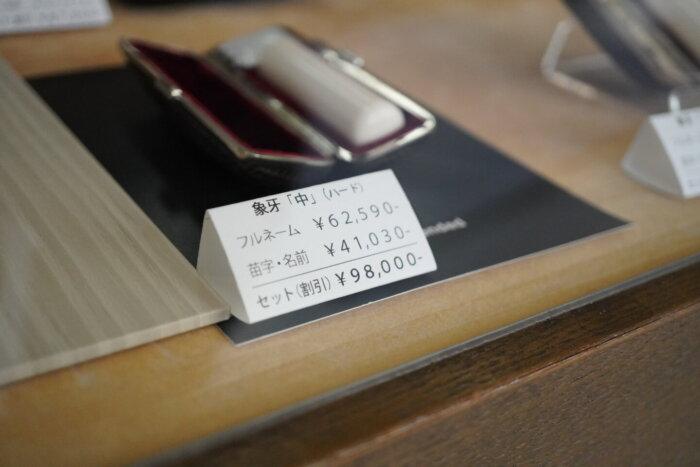 象牙「中」(ハード)
フルネーム ￥62,590-
苗字・名前 ￥41,030-
セット(割引) ￥98,000-